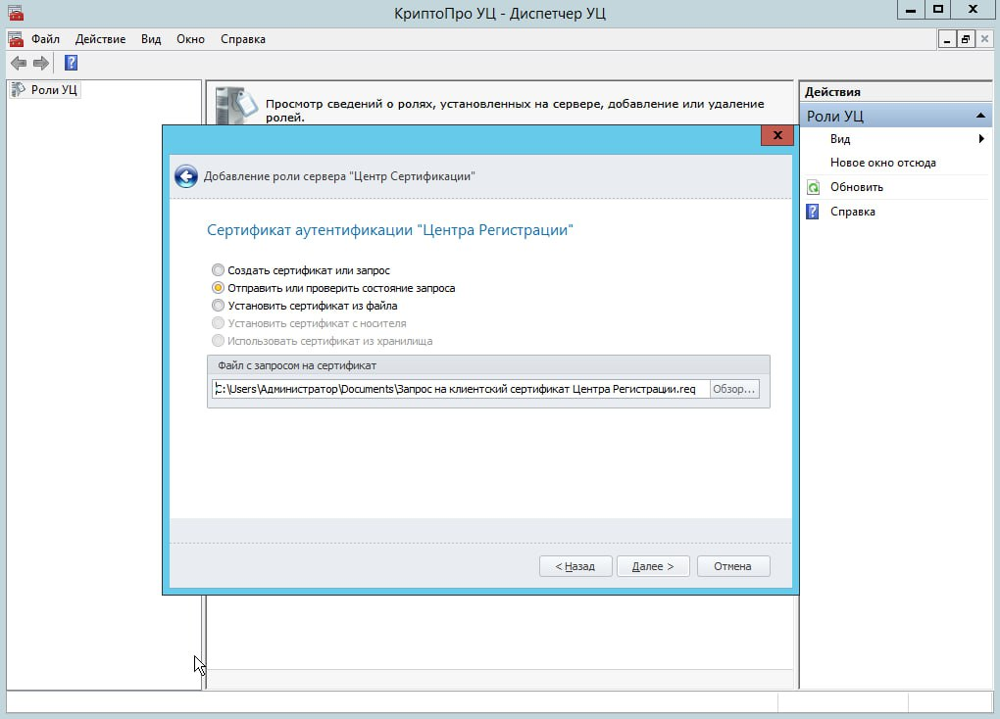 КриптоПро УЦ - Диспетчер УЦ
Файл Действие Вид Окно Справка
Роли УЦ
Просмотр сведений о ролях, установленных на сервере, добавление или удаление
ролей.
Добавление роли сервера "Центр Сертификации"
Сертификат аутентификации "Центра Регистрации"
Создать сертификат или запрос
Отправить или проверить состояние запроса
Установить сертификат из файла
Установить сертификат с носителя
Использовать сертификат из хранилища
Файл с запросом на сертификат
C:\Users\Администратор\Documents\Запрос на клиентский сертификат Центра Регистрации.req Обзор...
< Назад Далее > Отмена
Действия
Роли УЦ
Вид
Новое окно отсюда
Обновить
Справка